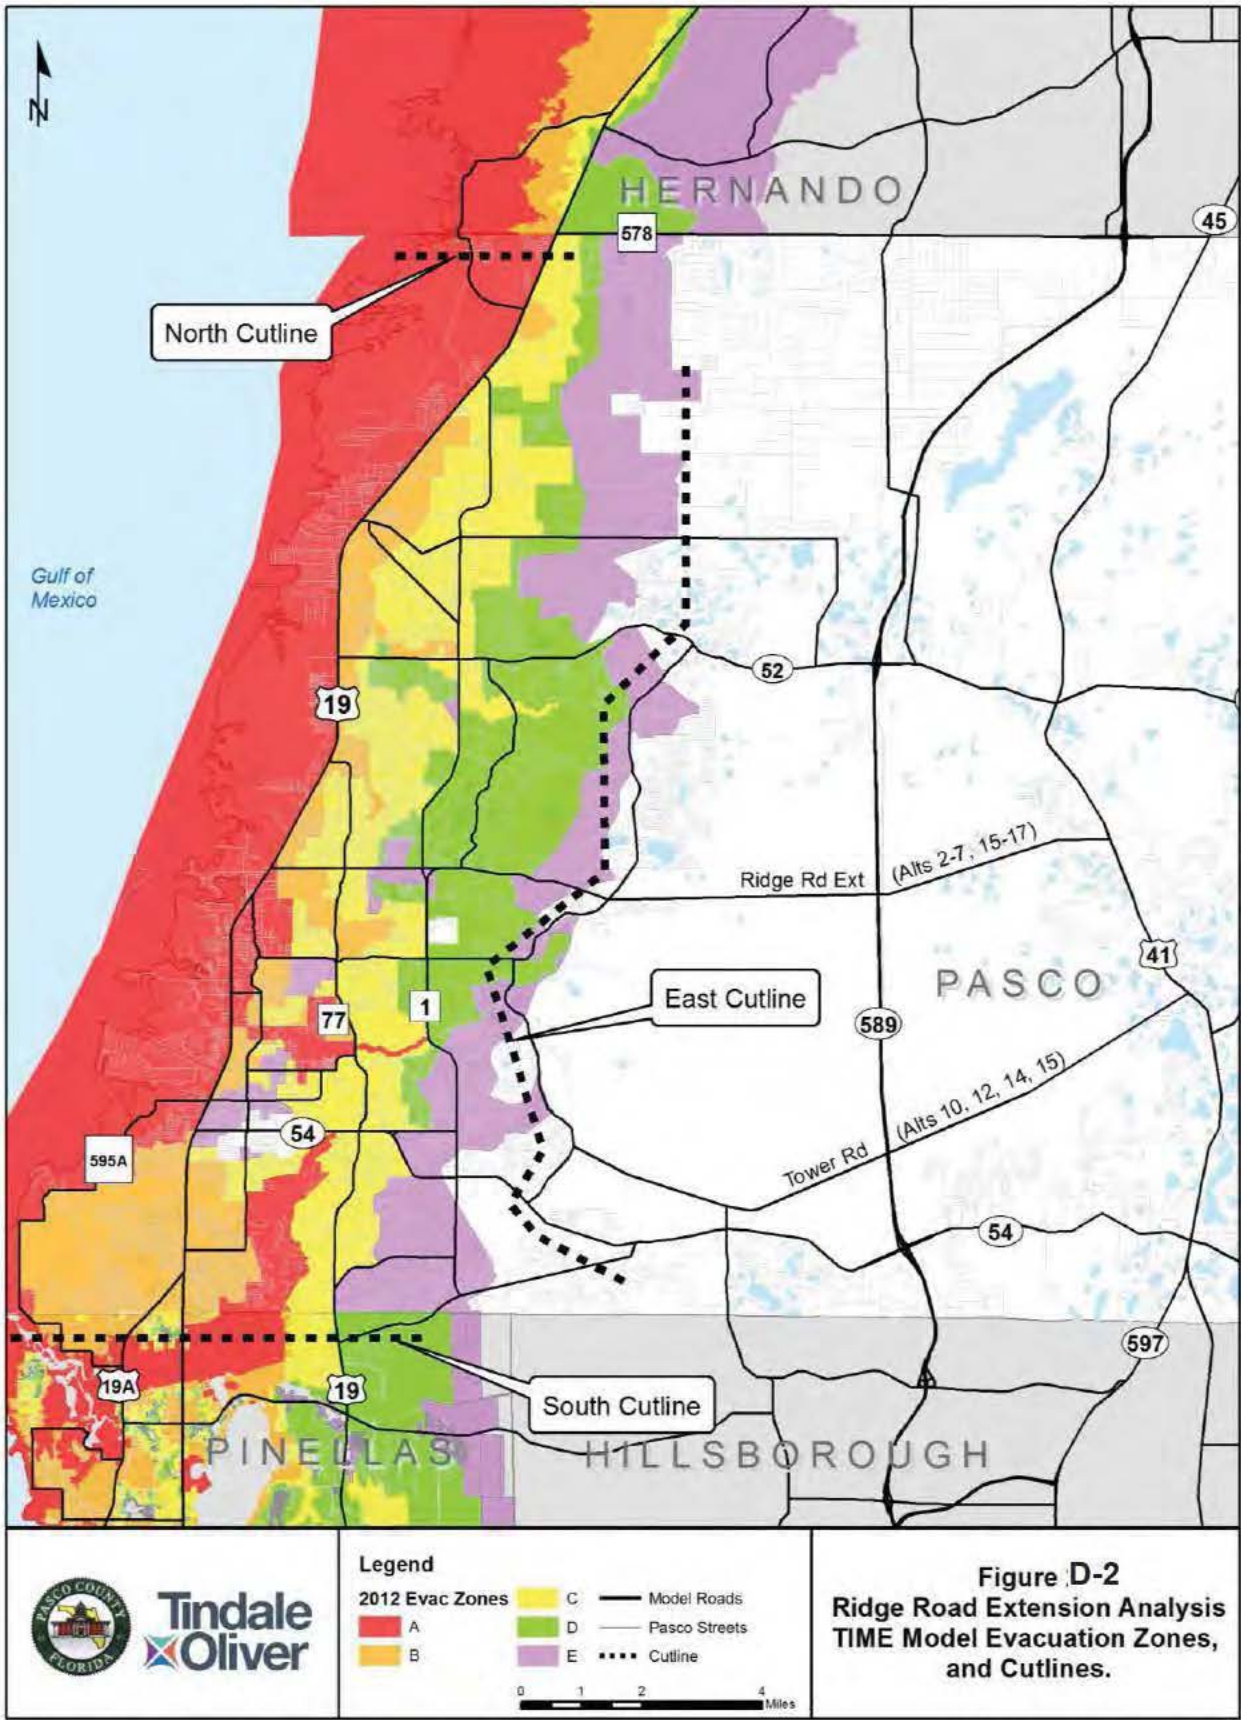 N
HERNANDO
578
45
North Cutline
Gulf of
Mexico
52
19
Ridge Rd Ext
(Alts 2-7, 15-17)
41
PASCO
East Cutline
1
77
589
(Alts 10, 12, 14, 15)
54
595A
Tower Rd
54
597
19A
19
South Cutline
PINELLAS
HILLSBOROUGH
PASCO COUNTY
FLORIDA
Tindale
Oliver
Legend
2012 Evac Zones
A
B
C
D
E
Model Roads
Pasco Streets
Cutline
0 1 2 4
Miles
Figure :D-2
Ridge Road Extension Analysis
TIME Model Evacuation Zones,
and Cutlines.